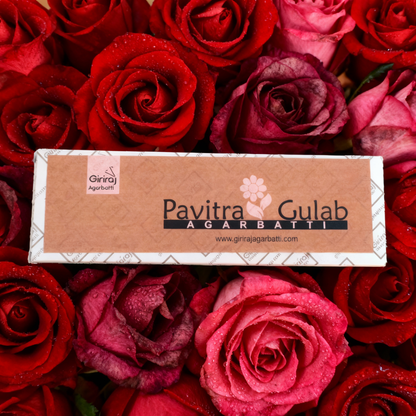 Giriraj
Agarbatti
Pavitra Gulab
AGARBATTI
www.girirajagarbatti.com